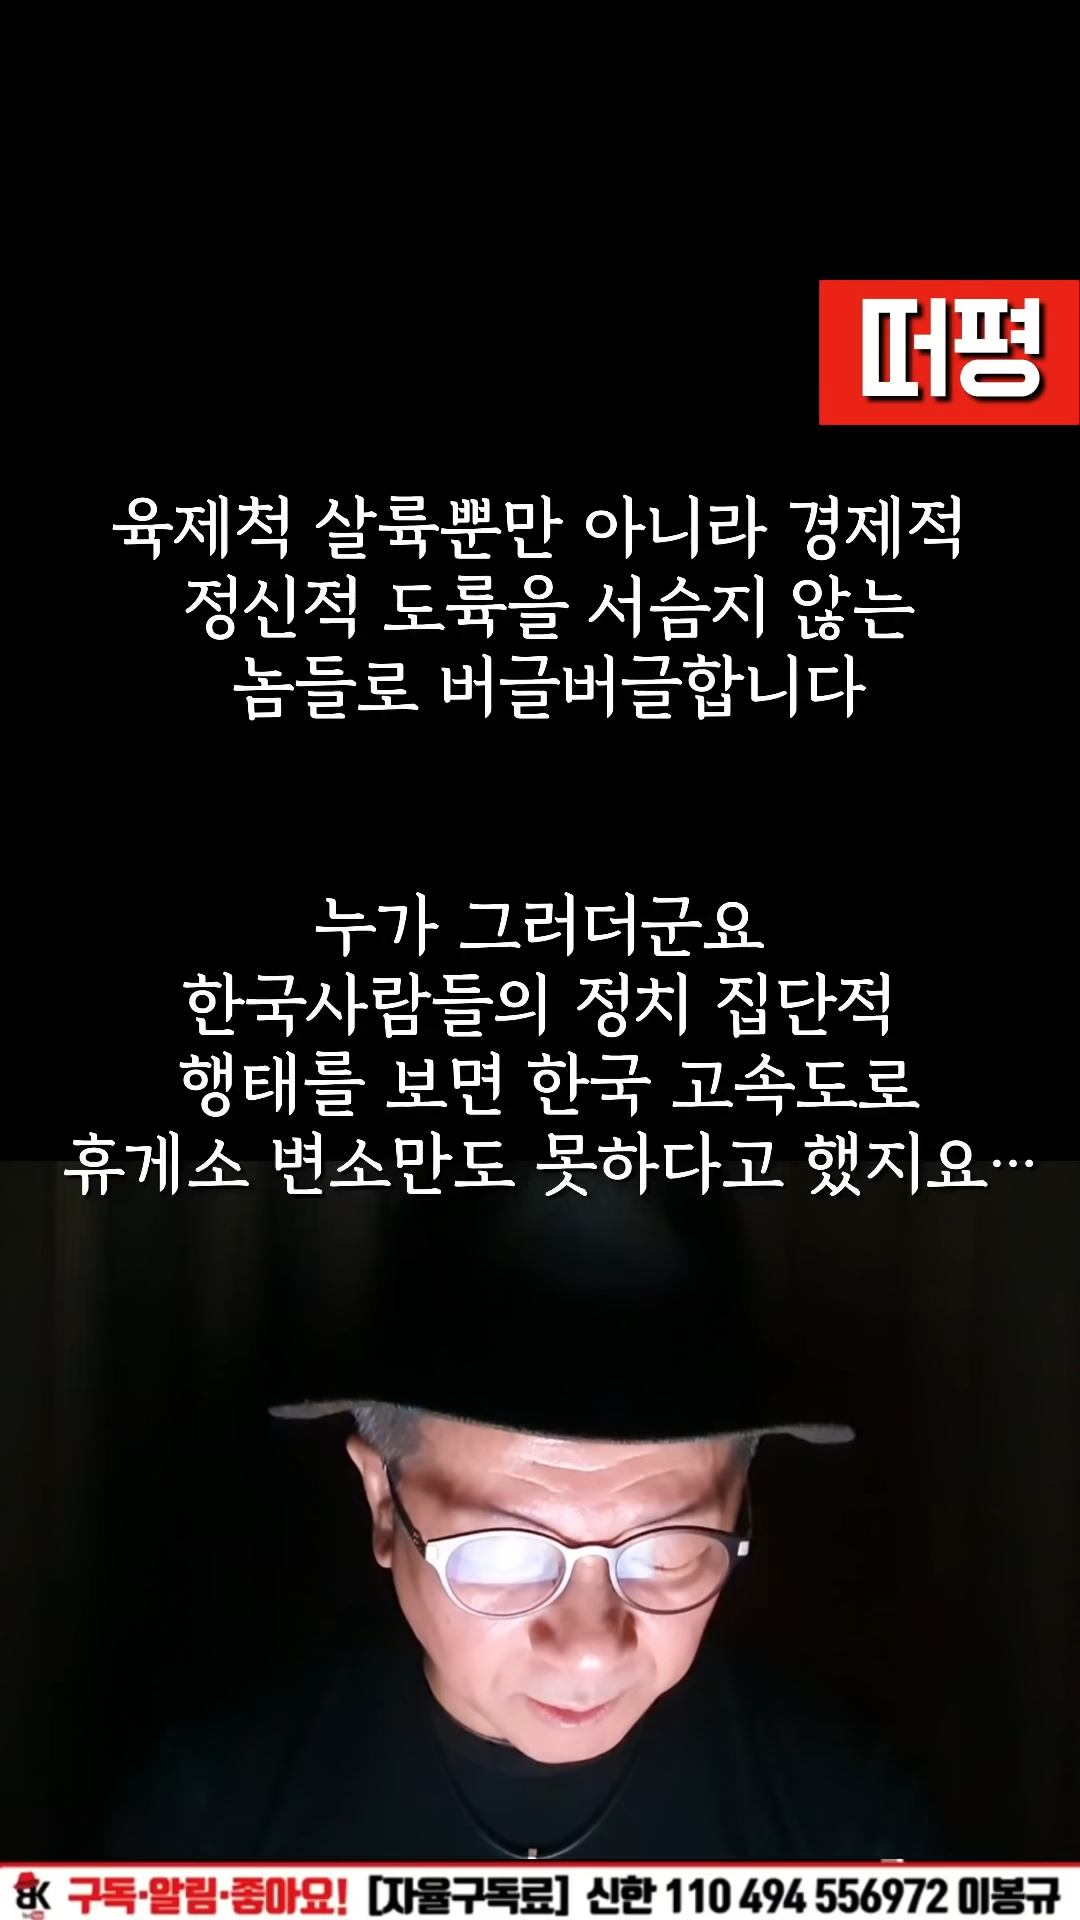 떠평
육제척 살륙뿐만 아니라 경제적
정신적 도륙을 서슴지 않는
놈들로 버글버글합니다
누가 그러더군요
한국사람들의 정치 집단적
행태를 보면 한국 고속도로
휴게소 변소만도 못하다고 했지요…
BK 구독·알림·좋아요! [자율구독료] 신한 110 494 556972 이봉규